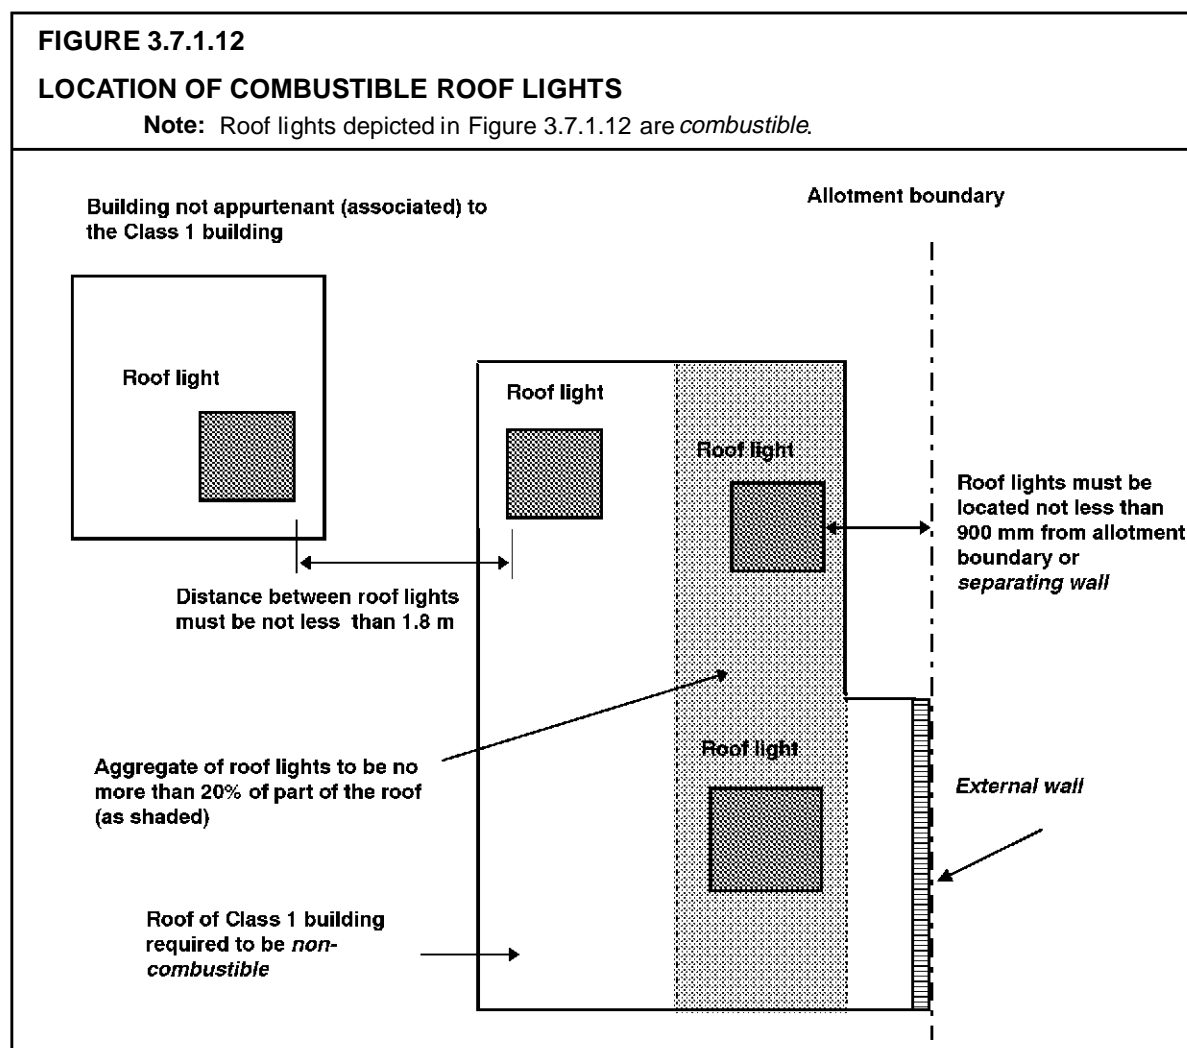 FIGURE 3.7.1.12
LOCATION OF COMBUSTIBLE ROOF LIGHTS
Note: Roof lights depicted in Figure 3.7.1.12 are combustible.
Building not appurtenant (associated) to
the Class 1 building
Allotment boundary
Roof light
Roof light
Roof light
Roof lights must be
located not less than
900 mm from allotment
boundary or
separating wall
Distance between roof lights
must be not less than 1.8 m
Roof light
Aggregate of roof lights to be no
more than 20% of part of the roof
(as shaded)
External wall
Roof of Class 1 building
required to be non-
combustible